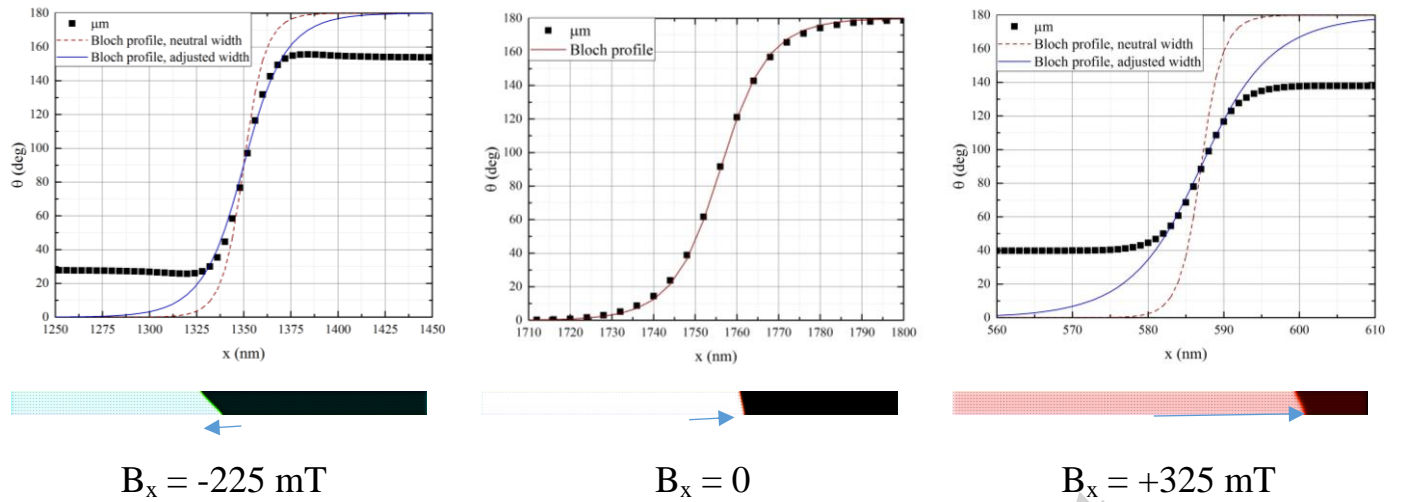 180
160
140
120
100
80
60
40
20
0
θ (deg)
μm
Bloch profile, neutral width
Bloch profile, adjusted width
1250 1275 1300 1325 1350 1375 1400 1425 1450
x (nm)
180
160
140
120
100
80
60
40
20
0
θ (deg)
μm
Bloch profile
1710 1720 1730 1740 1750 1760 1770 1780 1790 1800
x (nm)
180
160
140
120
100
80
60
40
20
0
θ (deg)
μm
Bloch profile, neutral width
Bloch profile, adjusted width
560 570 580 590 600 610
x (nm)
Bₓ = -225 mT
Bₓ = 0
Bₓ = +325 mT